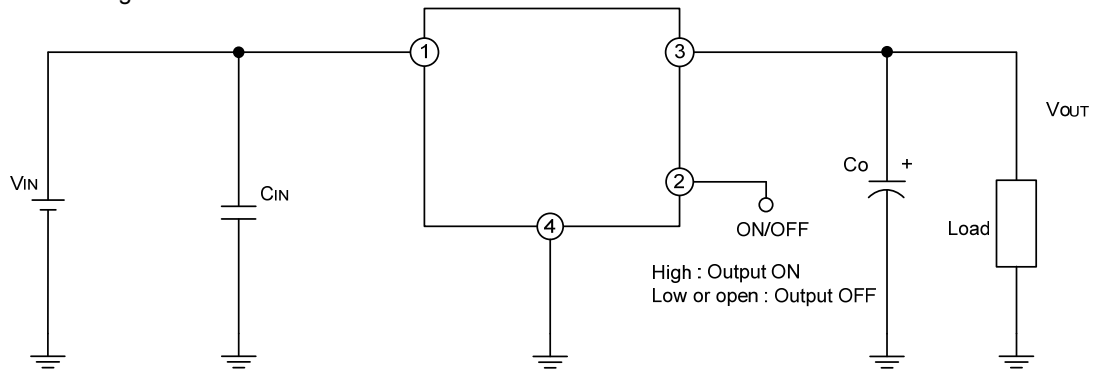 1
3
VOUT
VIN
CIN
2
Co
+
ON/OFF
Load
4
High : Output ON
Low or open : Output OFF